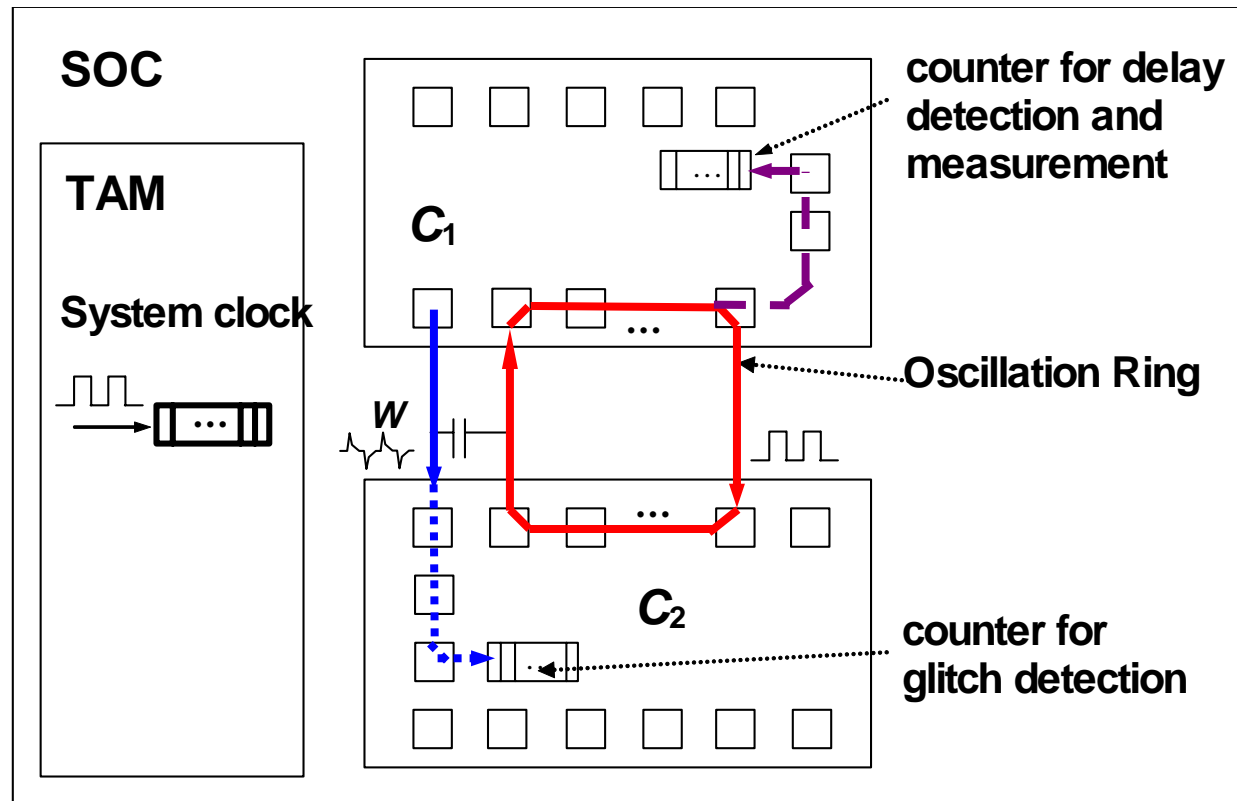 SOC
TAM
System clock
...
C1
...
...
counter for delay
detection and
measurement
Oscillation Ring
W
...
C2
...
counter for
glitch detection